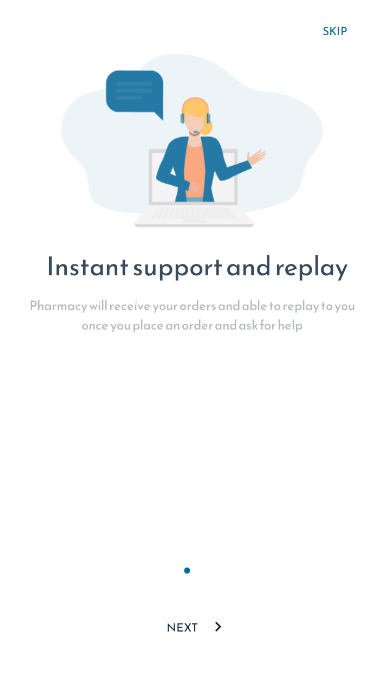 SKIP
Instant support and replay
Pharmacy will receive your orders and able to replay to you
once you place an order and ask for help
NEXT